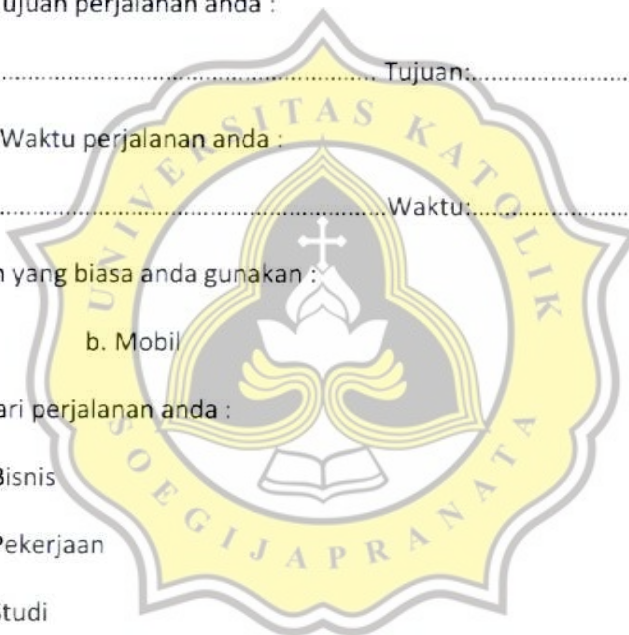 ujuan perjalanan anda :
Tujuan:
Waktu perjalanan anda :
Waktu:
yang biasa anda gunakan :
b. Mobil
ari perjalanan anda :
Bisnis
Pekerjaan
Studi
UNIVERSITAS KATOLIK
SOEGIJAPRANATA